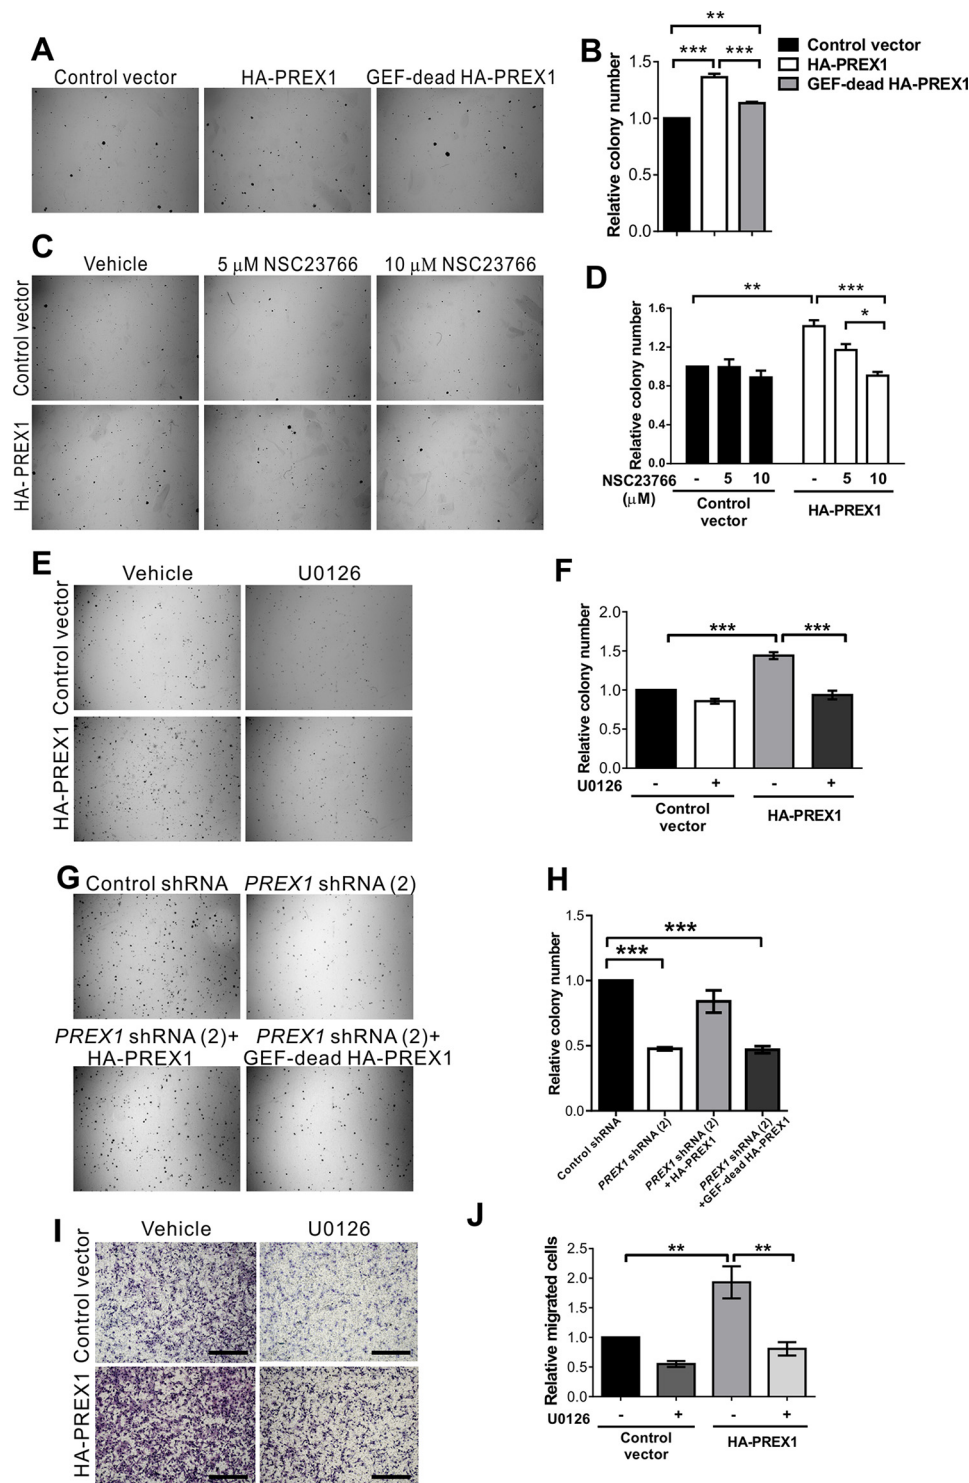 A
Control vector
HA-PREX1
GEF-dead HA-PREX1
B
Control vector
HA-PREX1
GEF-dead HA-PREX1
**
*** ***
Relative colony number
1.5
1.0
0.5
0.0
C
Vehicle
5 μM NSC23766
10 μM NSC23766
Control vector
HA- PREX1
D
** ***
*
Relative colony number
1.6
1.2
0.8
0.4
0.0
NSC23766
(μM)
- 5 10 - 5 10
Control
vector
HA-PREX1
E
Vehicle
U0126
Control vector
HA-PREX1
F
*** ***
Relative colony number
2.0
1.5
1.0
0.5
0.0
U0126 - + - +
Control
vector
HA-PREX1
G
Control shRNA
PREX1 shRNA (2)
PREX1 shRNA (2)+
HA-PREX1
PREX1 shRNA (2)+
GEF-dead HA-PREX1
H
***
***
Relative colony number
1.5
1.0
0.5
0.0
Control shRNA
PREX1 shRNA (2)
PREX1 shRNA (2)
+ HA-PREX1
PREX1 shRNA (2)
+GEF-dead HA-PREX1
I
Vehicle
U0126
Control vector
HA-PREX1
J
** **
Relative migrated cells
2.5
2.0
1.5
1.0
0.5
0.0
U0126 - + - +
Control
vector
HA-PREX1